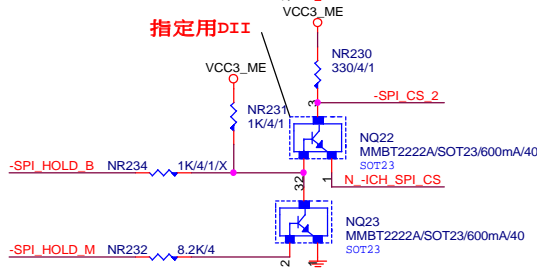 VCC3_ME
指定用DII
NR230
330/4/1
VCC3_ME
-SPI_CS_2
NR231
1K/4/1
3
NQ22
MMBT2222A/SOT23/600mA/40
SOT23
-SPI_HOLD_B NR234 1K/4/1/X
32
1
N_-ICH_SPI_CS
NQ23
MMBT2222A/SOT23/600mA/40
SOT23
-SPI_HOLD_M NR232 8.2K/4
2
1